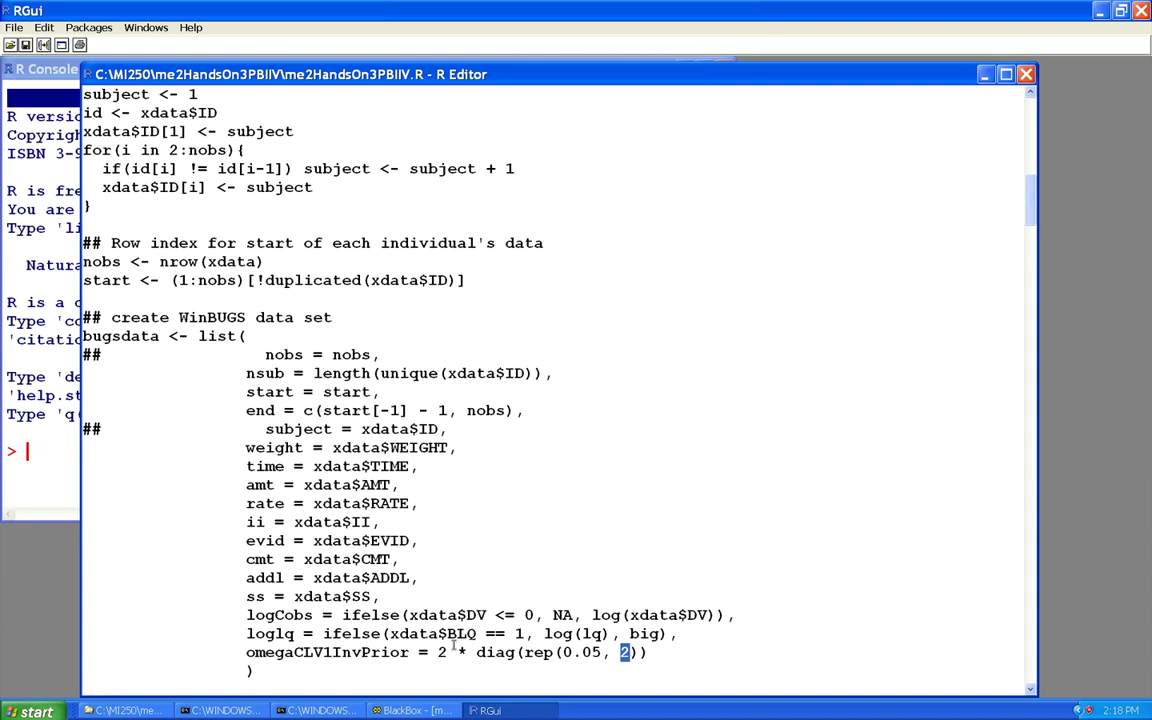 RGui
File Edit Packages Windows Help
R Console
C:\MI250\me2HandsOn3PBIIV\me2HandsOn3PBIIV.R - R Editor
R versio
Copyrigh
ISBN 3-9
R is fre
You are
Type 'li
Natura
R is a c
Type 'co
'citatio
Type 'de
'help.st
Type 'q(
>
subject <- 1
id <- xdata$ID
xdata$ID[1] <- subject
for(i in 2:nobs){
  if(id[i] != id[i-1]) subject <- subject + 1
  xdata$ID[i] <- subject
}
## Row index for start of each individual's data
nobs <- nrow(xdata)
start <- (1:nobs)[!duplicated(xdata$ID)]
## create WinBUGS data set
bugsdata <- list(
##                 nobs = nobs,
                 nsub = length(unique(xdata$ID)),
                 start = start,
                 end = c(start[-1] - 1, nobs),
##                 subject = xdata$ID,
                 weight = xdata$WEIGHT,
                 time = xdata$TIME,
                 amt = xdata$AMT,
                 rate = xdata$RATE,
                 ii = xdata$II,
                 evid = xdata$EVID,
                 cmt = xdata$CMT,
                 addl = xdata$ADDL,
                 ss = xdata$SS,
                 logCobs = ifelse(xdata$DV <= 0, NA, log(xdata$DV)),
                 loglq = ifelse(xdata$BLQ == 1, log(lq), big),
                 omegaCLV1InvPrior = 2 * diag(rep(0.05, 2))
                 )
start C:\MI250\me... C:\WINDOWS... C:\WINDOWS... BlackBox - [m... RGui 2:18 PM